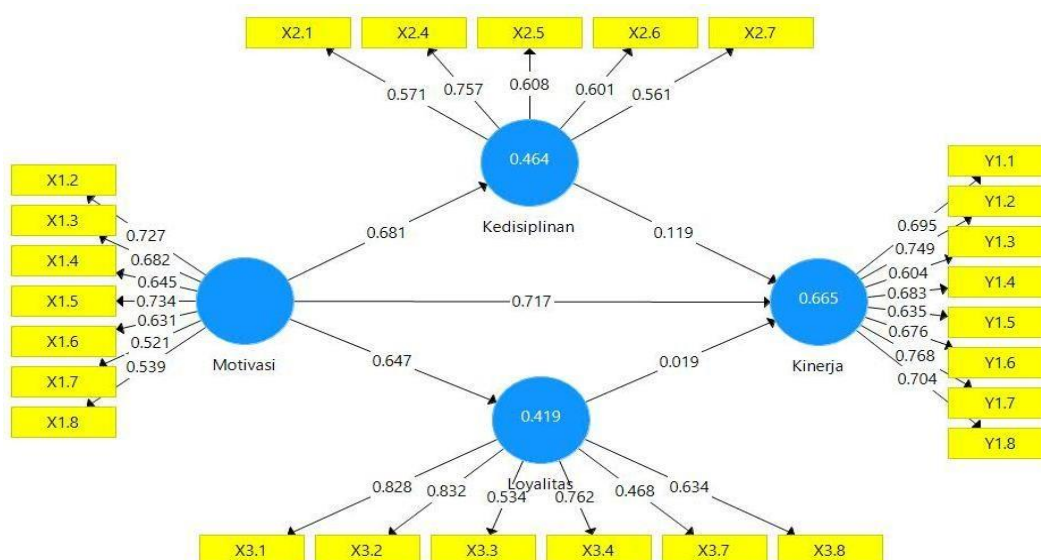 X2.1 X2.4 X2.5 X2.6 X2.7
0.571 0.757 0.608 0.601 0.561
0.464
Kedisiplinan
X1.2
X1.3
X1.4
X1.5
X1.6
X1.7
X1.8
0.727
0.682
0.645
0.734
0.631
0.521
0.539
Motivasi
0.681
0.717
0.647
0.119
0.019
0.665
Kinerja
0.695
0.749
0.604
0.683
0.635
0.676
0.768
0.704
Y1.1
Y1.2
Y1.3
Y1.4
Y1.5
Y1.6
Y1.7
Y1.8
0.419
Loyalitas
0.828 0.832 0.534 0.762 0.468 0.634
X3.1 X3.2 X3.3 X3.4 X3.7 X3.8